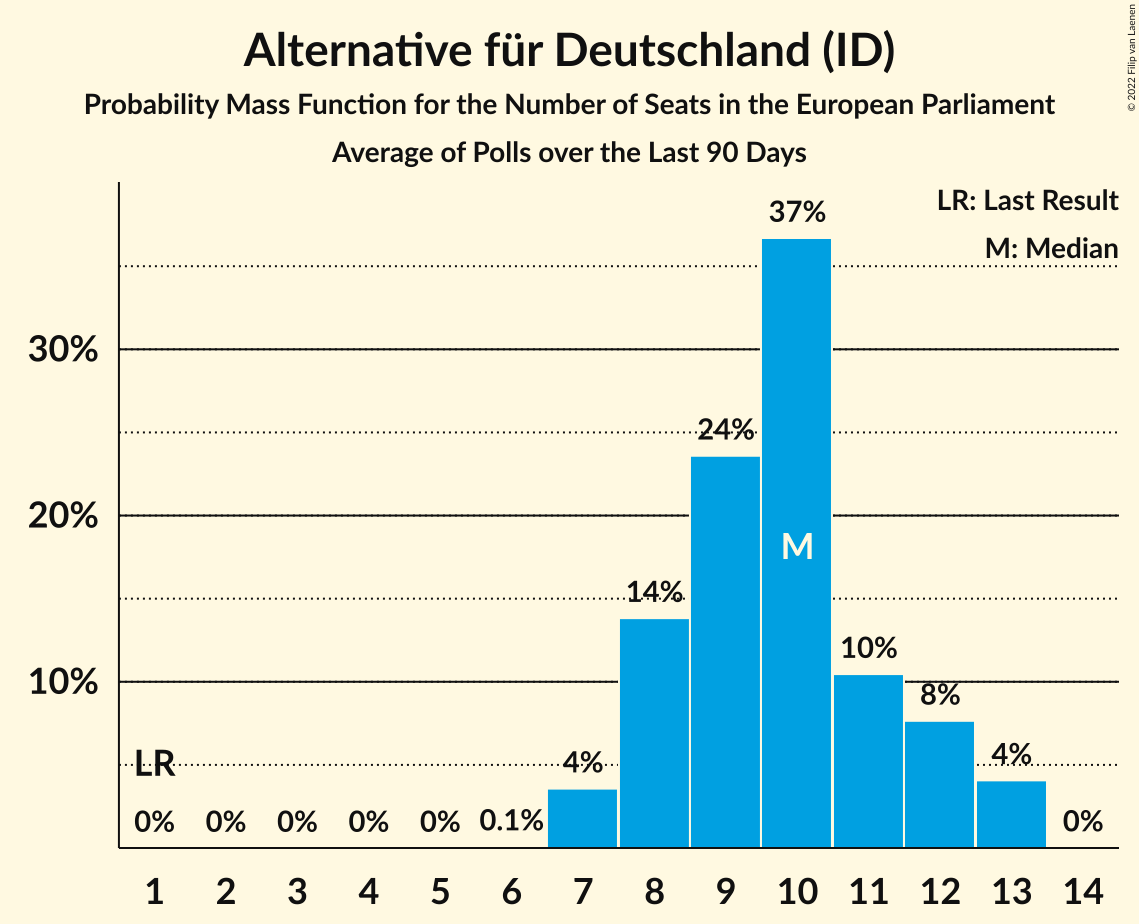 Alternative für Deutschland (ID)
Probability Mass Function for the Number of Seats in the European Parliament
Average of Polls over the Last 90 Days
© 2022 Filip van Laenen
LR: Last Result
M: Median
37%
30%
24%
20%
M
14%
10%
10%
8%
LR
4%
4%
0% 0% 0% 0% 0% 0.1% 0%
1 2 3 4 5 6 7 8 9 10 11 12 13 14